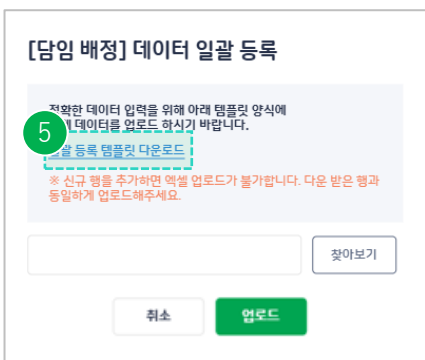 [담임 배정] 데이터 일괄 등록
정확한 데이터 입력을 위해 아래 템플릿 양식에
데이터를 업로드 하시기 바랍니다.
5
일괄 등록 템플릿 다운로드
※ 신규 행을 추가하면 엑셀 업로드가 불가합니다. 다운 받은 행과
동일하게 업로드해주세요.
찾아보기
취소
업로드